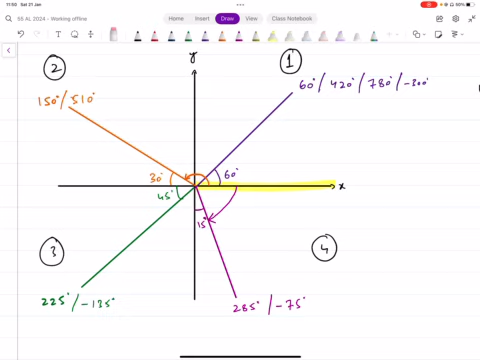 11:50 Sat 21 Jan
S6 AL 2024 - Working offline
Home Insert Draw View Class Notebook
y
2
1
60° / 420° / 780° / -300°
150° / 510°
30°
60°
x
45°
15°
3
4
225° / -135°
285° / -75°